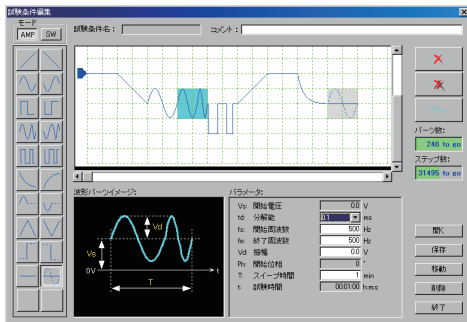 試験条件編集
モード
AMP SW
試験条件名：
コメント：
パーツ数:
246 to go
ステップ数:
31495 to go
波形パーツイメージ:
Vd
Vs
0V
t
T
パラメータ:
Vs: 開始電圧 0.0 V
td: 分解能 0.1 ms
fs: 開始周波数 500 Hz
fe: 終了周波数 500 Hz
Vd: 振幅 0.0 V
Ph: 開始位相 0 °
T: スイープ時間 1 min
t: 試験時間 00:01:00 h:m:s
開く
保存
移動
削除
終了